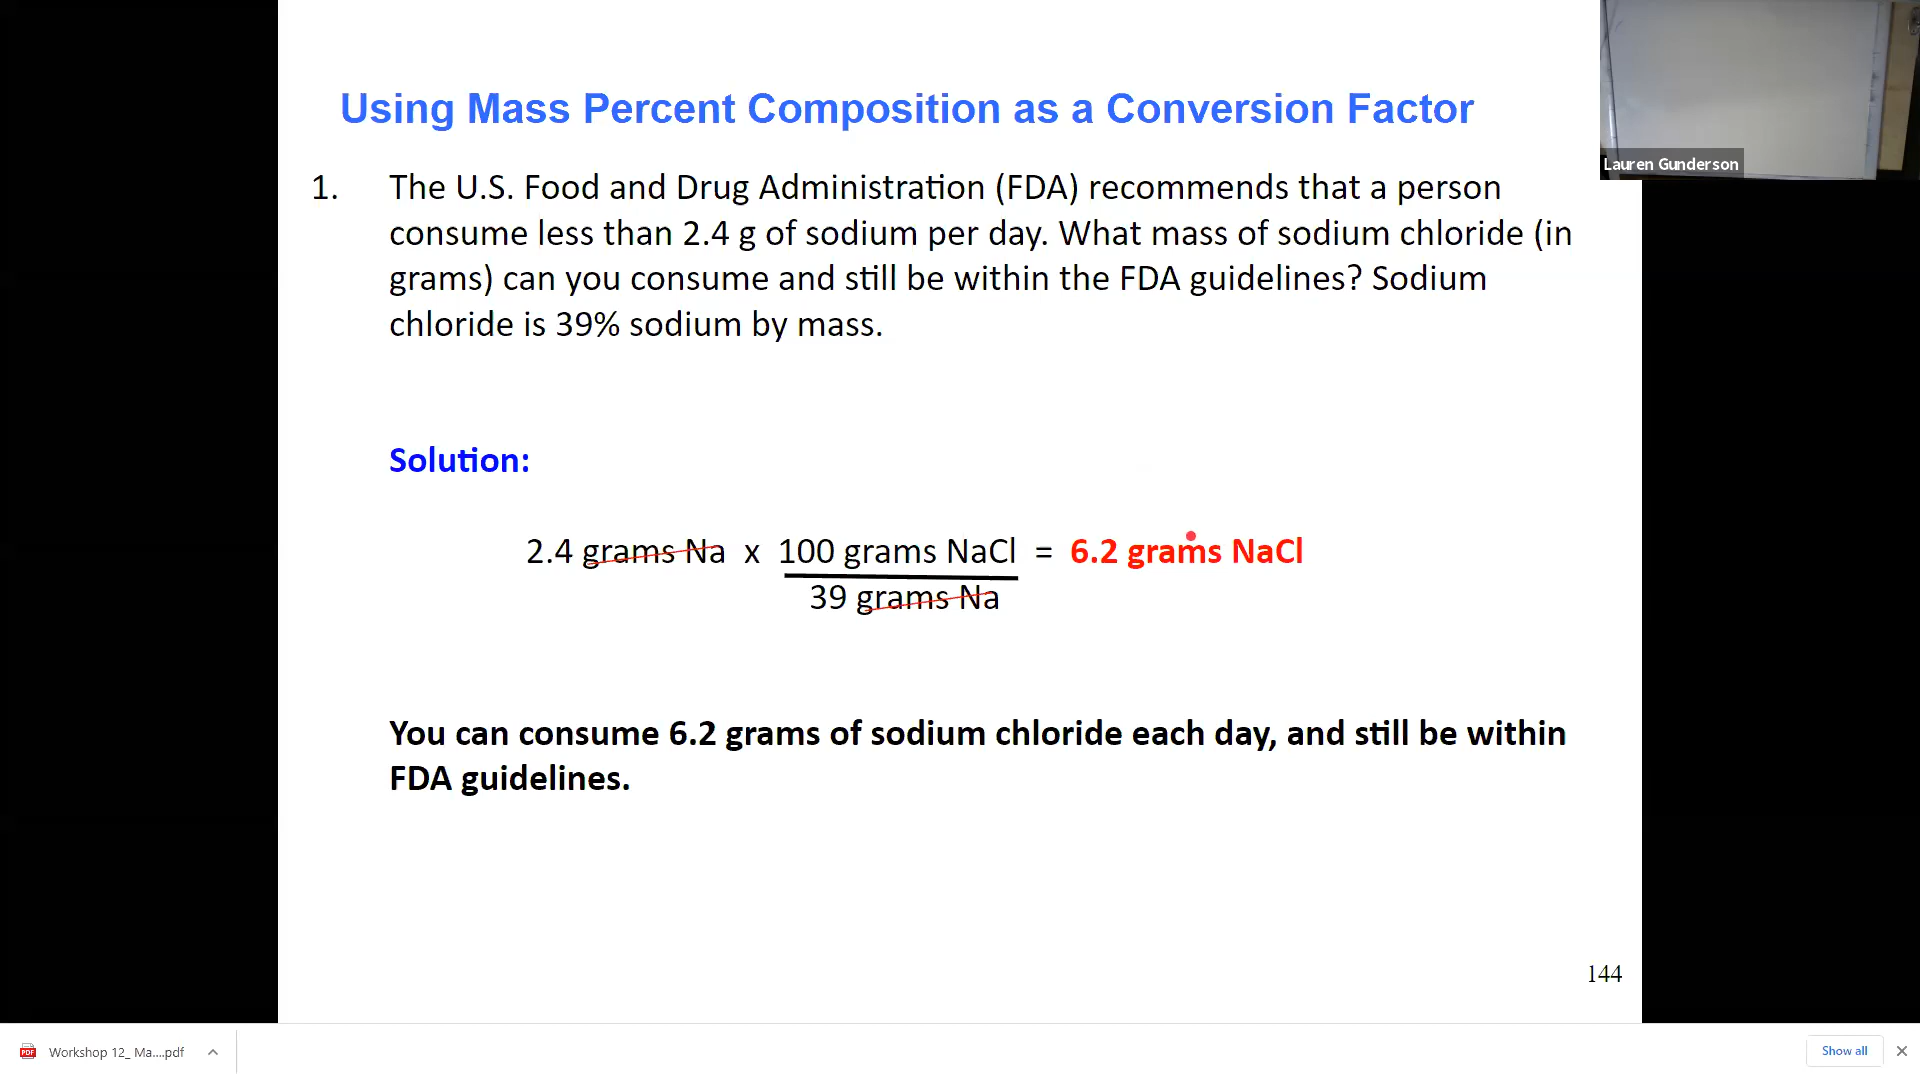 Using Mass Percent Composition as a Conversion Factor
Lauren Gunderson
1. The U.S. Food and Drug Administration (FDA) recommends that a person
consume less than 2.4 g of sodium per day. What mass of sodium chloride (in
grams) can you consume and still be within the FDA guidelines? Sodium
chloride is 39% sodium by mass.
Solution:
2.4 grams Na x 100 grams NaCl = 6.2 grams NaCl
39 grams Na
You can consume 6.2 grams of sodium chloride each day, and still be within
FDA guidelines.
144
PDF Workshop 12_ Ma....pdf
Show all